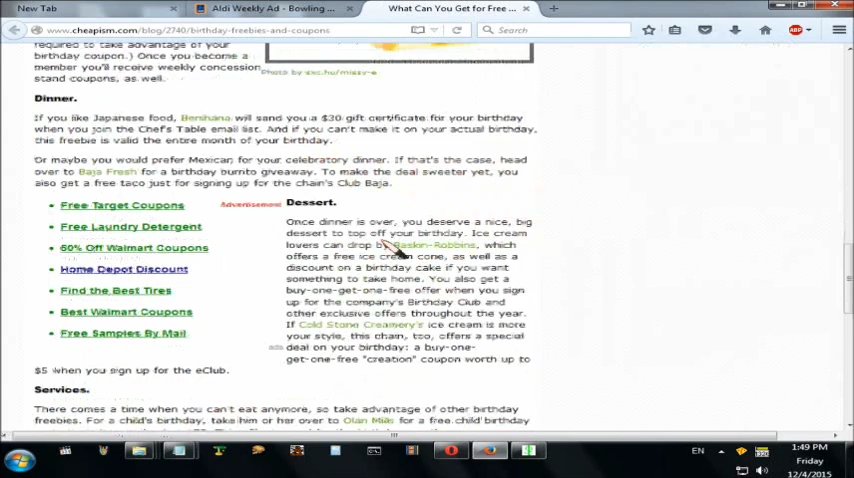 New Tab
Aldi Weekly Ad - Bowling ...
What Can You Get for Free ...
www.cheapism.com/blog/2740/birthday-freebies-and-coupons
Search
ABP
required to take advantage of your
birthday coupon.) Once you become a
member you'll receive weekly concession
stand coupons, as well.
Photo by sxc.hu/missy-e
Dinner.
If you like Japanese food, Benihana will send you a $30 gift certificate for your birthday
when you join the Chef's Table email list. And if you can't make it on your actual birthday,
this freebie is valid the entire month of your birthday.
Or maybe you would prefer Mexican for your celebratory dinner. If that's the case, head
over to Baja Fresh for a birthday burrito giveaway. To make the deal sweeter yet, you
also get a free taco just for signing up for the chain's Club Baja.
Free Target Coupons
Free Laundry Detergent
60% Off Walmart Coupons
Home Depot Discount
Find the Best Tires
Best Walmart Coupons
Free Samples By Mail
Advertisement
ads
Dessert.
Once dinner is over, you deserve a nice, big
dessert to top off your birthday. Ice cream
lovers can drop by Baskin-Robbins, which
offers a free ice cream cone, as well as a
discount on a birthday cake if you want
something to take home. You also get a
buy-one-get-one-free offer when you sign
up for the company's Birthday Club and
other exclusive offers throughout the year.
If Cold Stone Creamery's ice cream is more
your style, this chain, too, offers a special
deal on your birthday: a buy-one-
get-one-free "creation" coupon worth up to
$5 when you sign up for the eClub.
Services.
There comes a time when you can't eat anymore, so take advantage of other birthday
freebies. For a child's birthday, take him or her over to Olan Mills for a free child birthday
EN
1:49 PM
Friday
12/4/2015